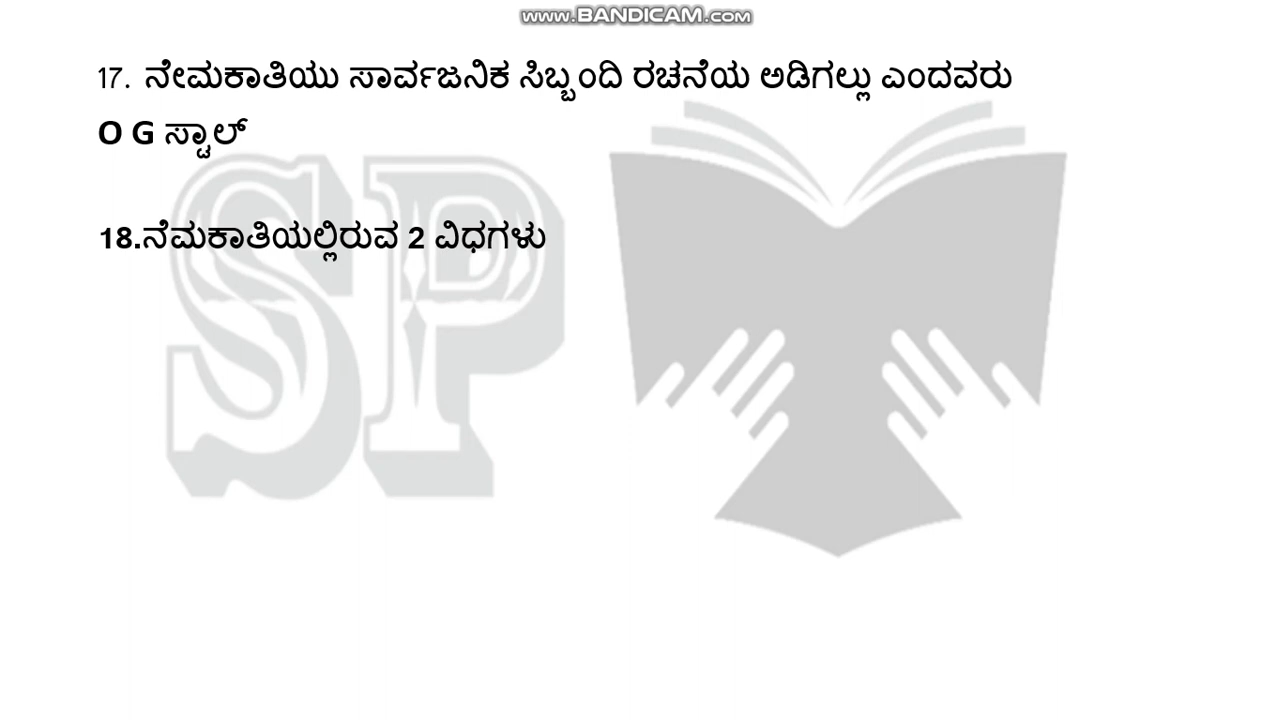 www.BANDICAM.com
17. ನೇಮಕಾತಿಯು ಸಾರ್ವಜನಿಕ ಸಿಬ್ಬಂದಿ ರಚನೆಯ ಅಡಿಗಲ್ಲು ಎಂದವರು
O G ಸ್ಟಾಲ್
18.ನೆಮಕಾತಿಯಲ್ಲಿರುವ 2 ವಿಧಗಳು
SP